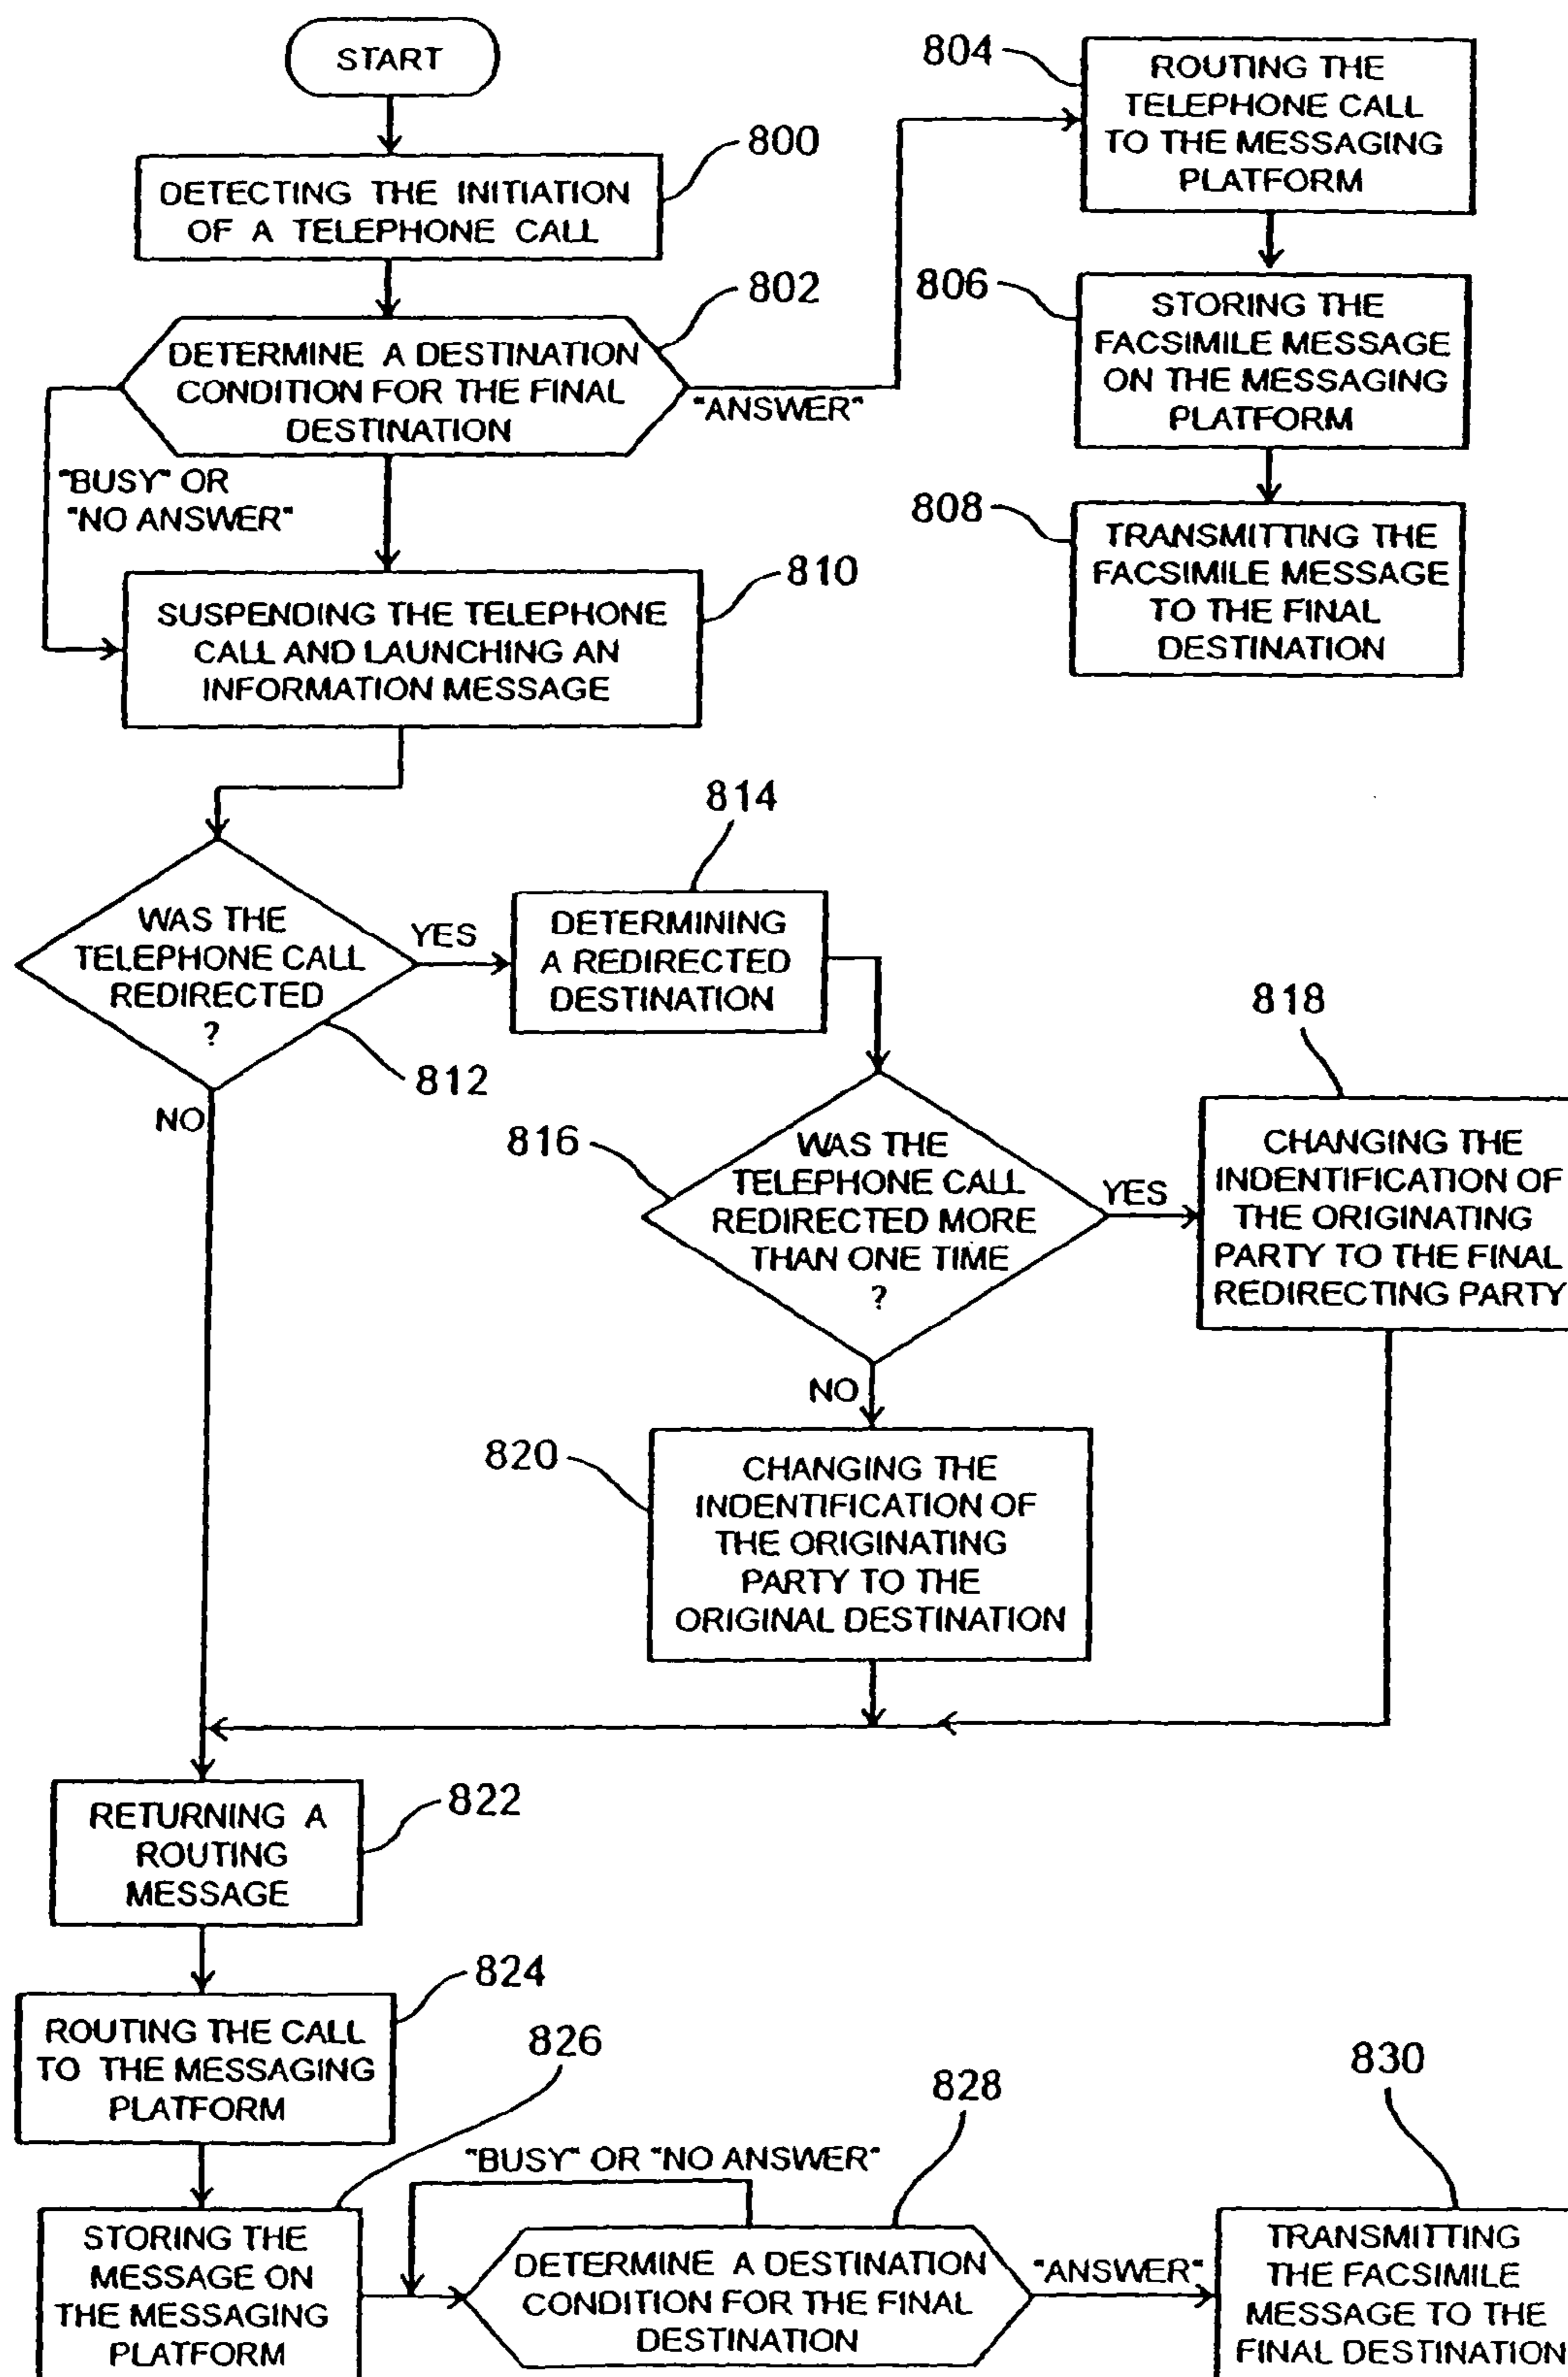 START
800
DETECTING THE INITIATION
OF A TELEPHONE CALL
802
DETERMINE A DESTINATION
CONDITION FOR THE FINAL
DESTINATION
"ANSWER"
"BUSY" OR
"NO ANSWER"
804
ROUTING THE
TELEPHONE CALL
TO THE MESSAGING
PLATFORM
806
STORING THE
FACSIMILE MESSAGE
ON THE MESSAGING
PLATFORM
808
TRANSMITTING THE
FACSIMILE MESSAGE
TO THE FINAL
DESTINATION
810
SUSPENDING THE TELEPHONE
CALL AND LAUNCHING AN
INFORMATION MESSAGE
WAS THE
TELEPHONE CALL
REDIRECTED
?
812
YES
NO
814
DETERMINING
A REDIRECTED
DESTINATION
816
WAS THE
TELEPHONE CALL
REDIRECTED MORE
THAN ONE TIME
?
YES
NO
818
CHANGING THE
INDENTIFICATION OF
THE ORIGINATING
PARTY TO THE FINAL
REDIRECTING PARTY
820
CHANGING THE
INDENTIFICATION OF
THE ORIGINATING
PARTY TO THE
ORIGINAL DESTINATION
822
RETURNING A
ROUTING
MESSAGE
824
ROUTING THE CALL
TO THE MESSAGING
PLATFORM
826
STORING THE
MESSAGE ON
THE MESSAGING
PLATFORM
"BUSY" OR "NO ANSWER"
828
DETERMINE A DESTINATION
CONDITION FOR THE FINAL
DESTINATION
"ANSWER"
830
TRANSMITTING
THE FACSIMILE
MESSAGE TO THE
FINAL DESTINATION